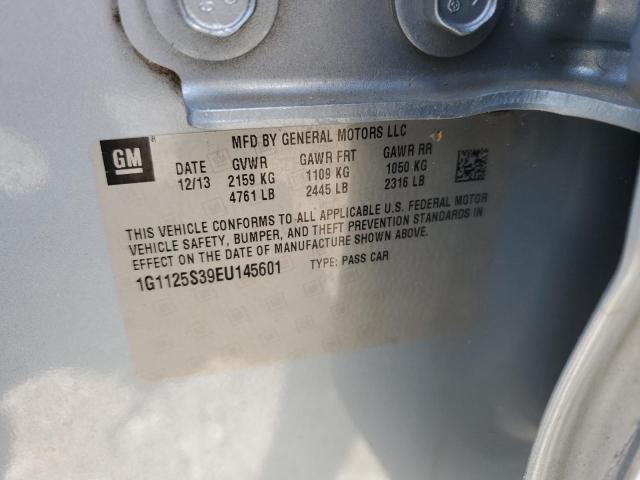 MFD BY GENERAL MOTORS LLC
GM
DATE GVWR GAWR FRT GAWR RR
12/13 2159 KG 1109 KG 1050 KG
4761 LB 2445 LB 2316 LB
THIS VEHICLE CONFORMS TO ALL APPLICABLE U.S. FEDERAL MOTOR
VEHICLE SAFETY, BUMPER, AND THEFT PREVENTION STANDARDS IN
EFFECT ON THE DATE OF MANUFACTURE SHOWN ABOVE.
1G1125S39EU145601 TYPE: PASS CAR